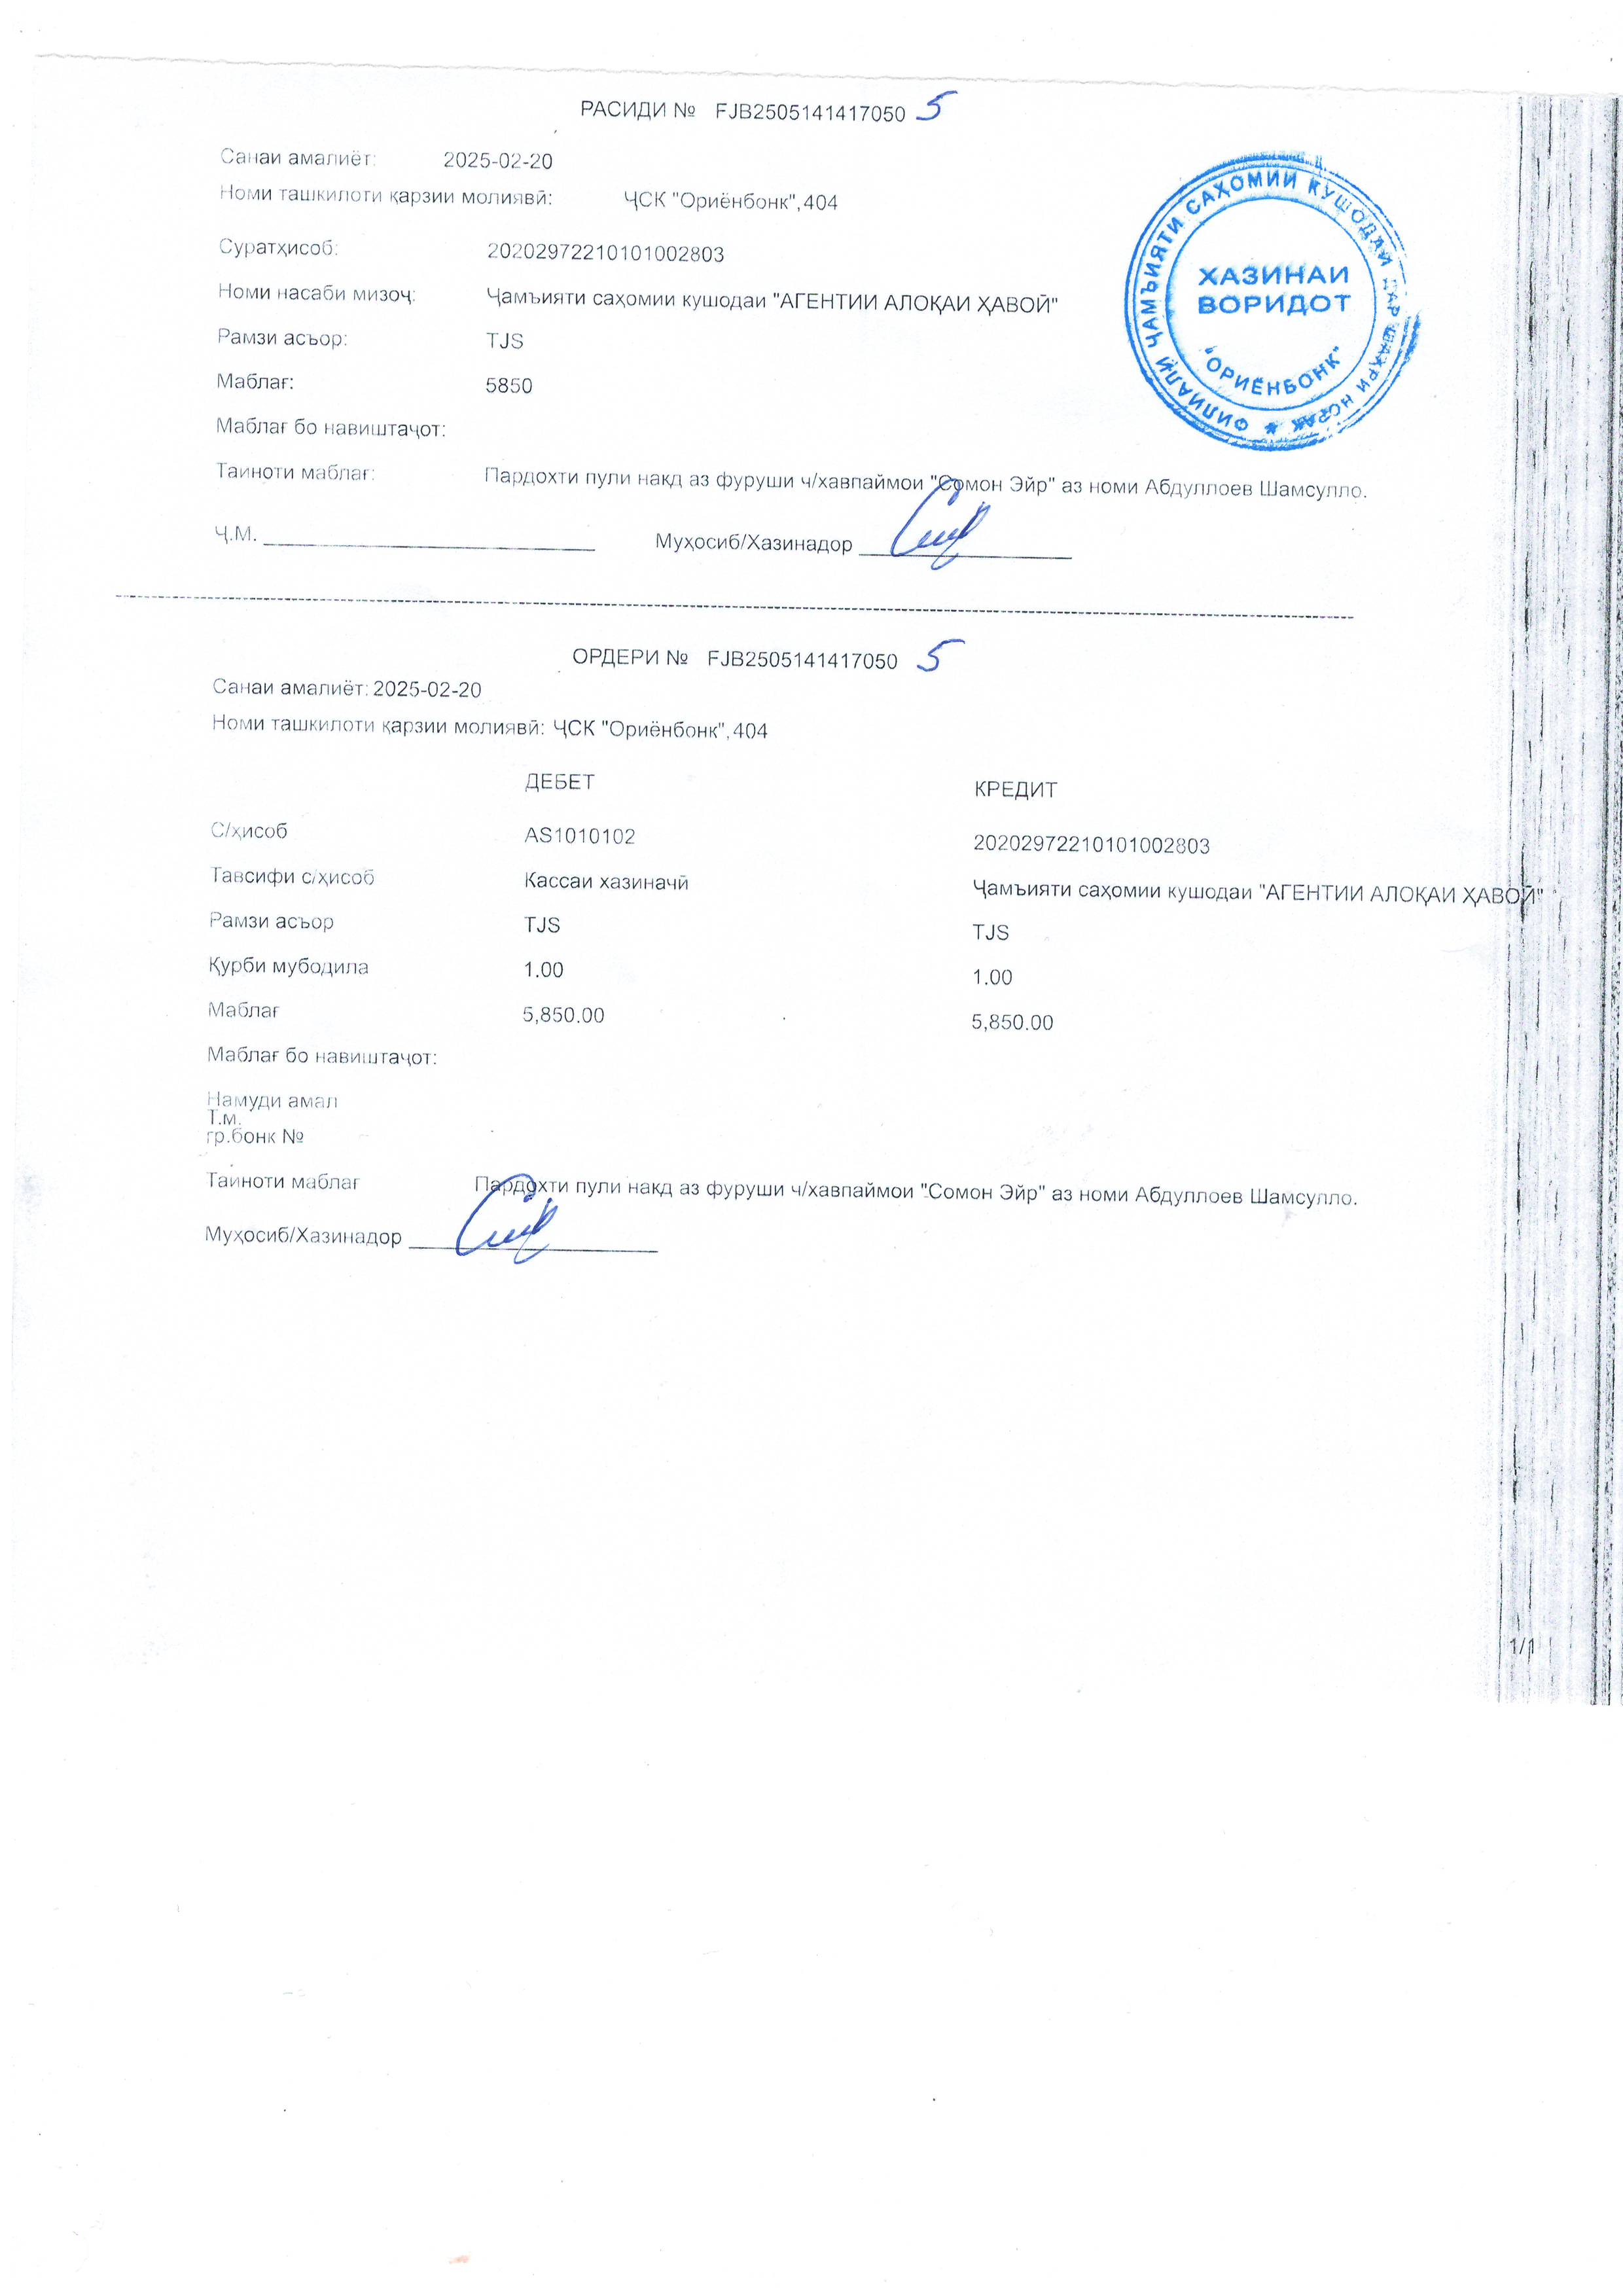 РАСИДИ № FJB2505141417050 5
Санаи амалиёт: 2025-02-20
Номи ташкилоти қарзии молиявӣ: ҶСК "Ориёнбонк",404
Суратҳисоб: 20202972210101002803
Номи насаби мизоҷ: Ҷамъияти саҳомии кушодаи "АГЕНТИИ АЛОҚАИ ҲАВОӢ"
Рамзи асъор: TJS
Маблағ: 5850
Маблағ бо навиштаҷот:
Таиноти маблағ: Пардохти пули накд аз фуруши ч/хавпаймои "Сомон Эйр" аз номи Абдуллоев Шамсулло.
Ҷ.М. Муҳосиб/Хазинадор
ФИЛИАЛИ ҶАМЪИЯТИ САҲОМИИ КУШОДАИ ДАР ШАҲРИ НОРАК
ХАЗИНАИ
ВОРИДОТ
"ОРИЁНБОНК"
ОРДЕРИ № FJB2505141417050 5
Санаи амалиёт: 2025-02-20
Номи ташкилоти қарзии молиявӣ: ҶСК "Ориёнбонк",404
ДЕБЕТ КРЕДИТ
С/ҳисоб AS1010102 20202972210101002803
Тавсифи с/ҳисоб Кассаи хазиначӣ Ҷамъияти саҳомии кушодаи "АГЕНТИИ АЛОҚАИ ҲАВОӢ"
Рамзи асъор TJS TJS
Қурби мубодила 1.00 1.00
Маблағ 5,850.00 5,850.00
Маблағ бо навиштаҷот:
Намуди амал
Т.м.
гр.бонк №
Таиноти маблағ Пардохти пули накд аз фуруши ч/хавпаймои "Сомон Эйр" аз номи Абдуллоев Шамсулло.
Муҳосиб/Хазинадор
1/1